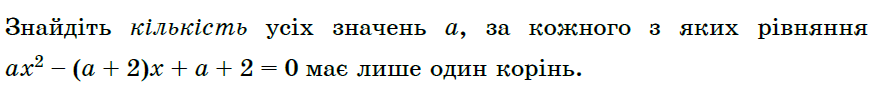 Знайдіть кількість усіх значень a, за кожного з яких рівняння
ax² – (a + 2)x + a + 2 = 0 має лише один корінь.